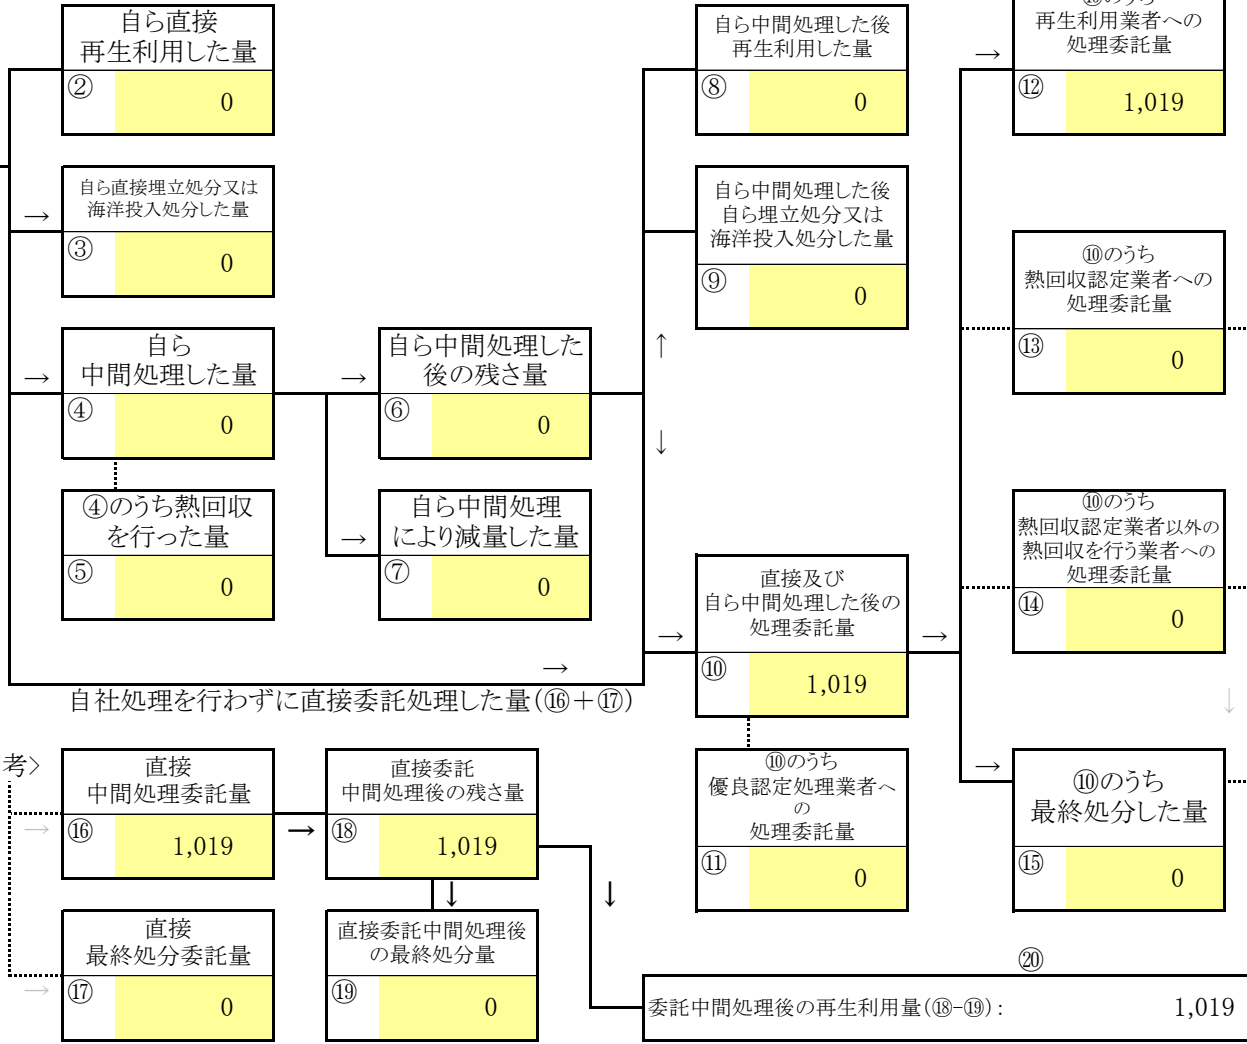 自ら直接
再生利用した量
②
0
自ら直接埋立処分又は
海洋投入処分した量
→
③
0
自ら
中間処理した量
→
④
0
④のうち熱回収
を行った量
⑤
0
自ら中間処理した
後の残さ量
→
⑥
0
自ら中間処理
により減量した量
→
⑦
0
自ら中間処理した後
再生利用した量
⑧
0
自ら中間処理した後
自ら埋立処分又は
海洋投入処分した量
⑨
0
↑
↓
直接及び
自ら中間処理した後の
処理委託量
→
⑩
1,019
→
⑩のうち
優良認定処理業者へ
の
処理委託量
⑪
0
再生利用業者への
処理委託量
→
⑫
1,019
⑩のうち
熱回収認定業者への
処理委託量
⑬
0
⑩のうち
熱回収認定業者以外の
熱回収を行う業者への
処理委託量
⑭
0
↓
⑩のうち
最終処分した量
→
⑮
0
→
自社処理を行わずに直接委託処理した量(⑯+⑰)
考>
直接
中間処理委託量
→
⑯
1,019
→
直接委託
中間処理後の残さ量
⑱
1,019
↓
↓
直接
最終処分委託量
→
⑰
0
直接委託中間処理後
の最終処分量
⑲
0
⑳
委託中間処理後の再生利用量(⑱-⑲):
1,019